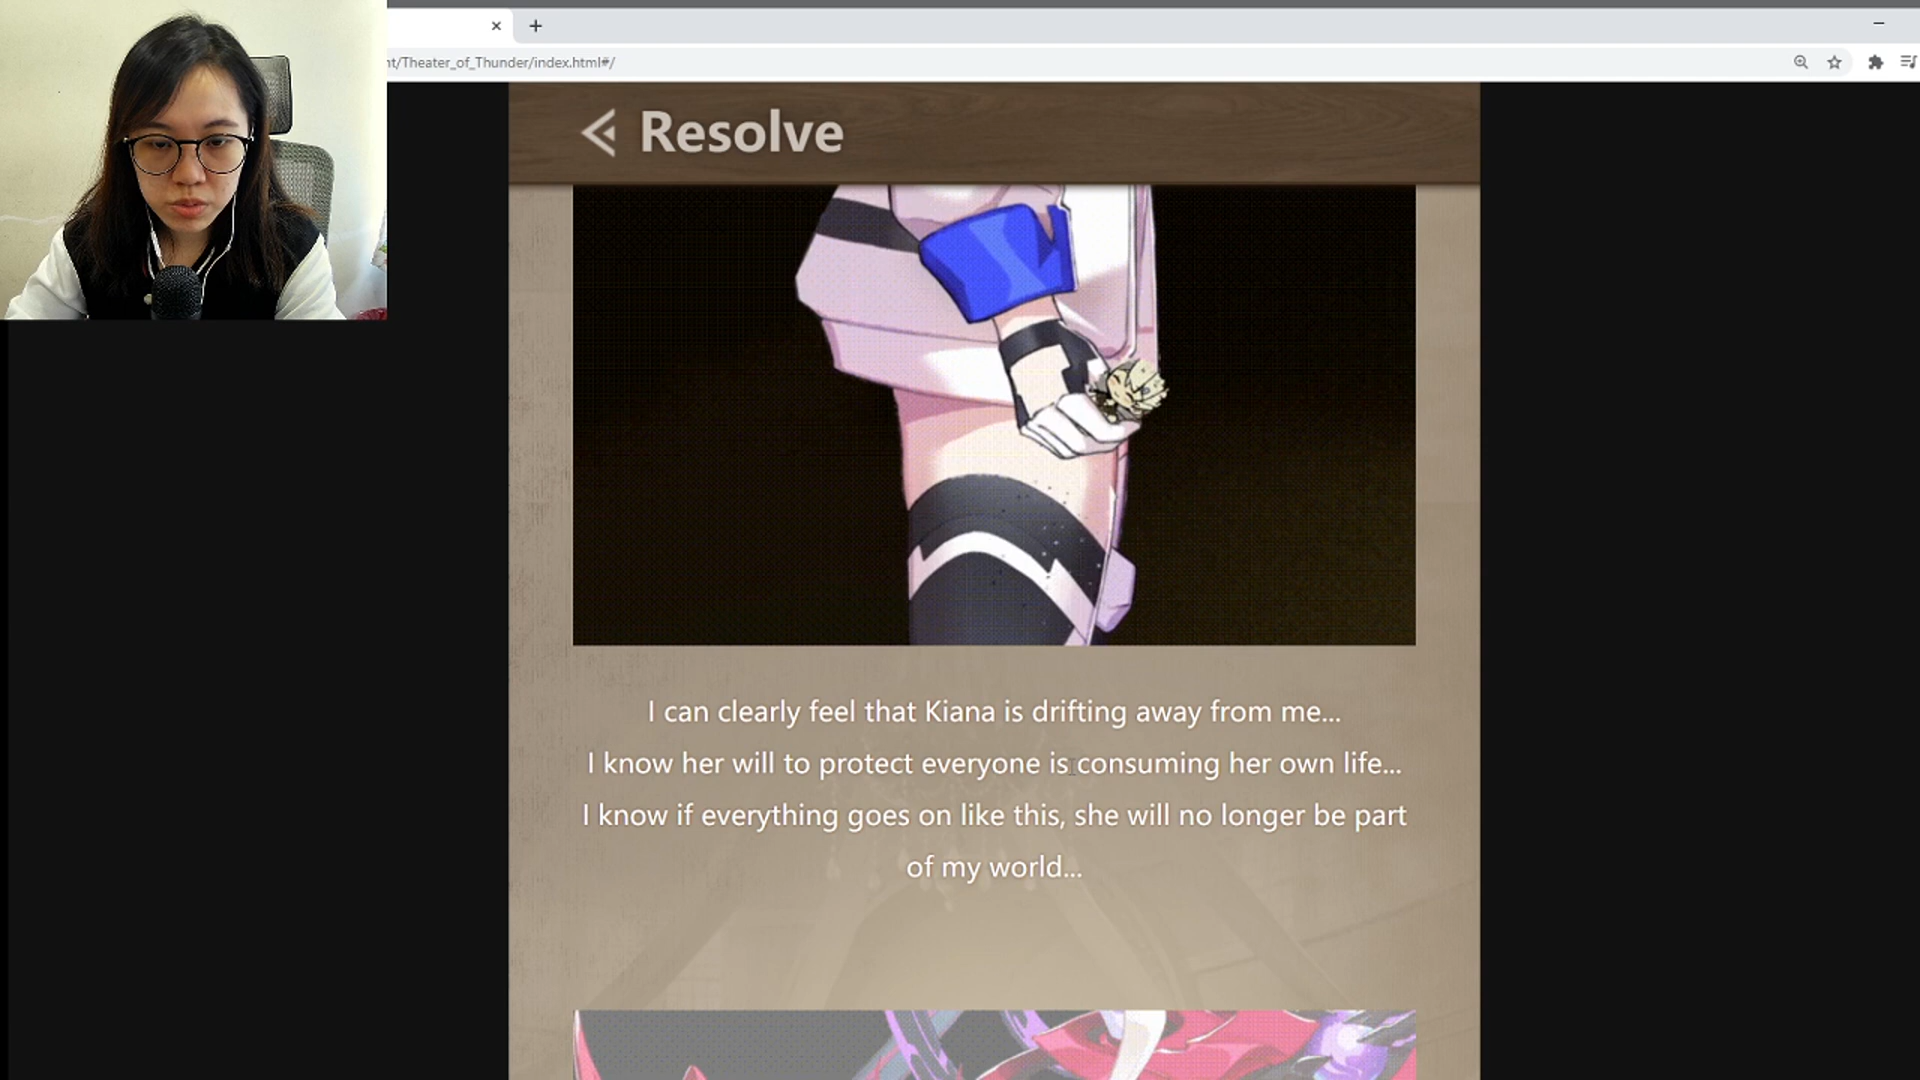 nt/Theater_of_Thunder/index.html#/
Resolve
I can clearly feel that Kiana is drifting away from me...
I know her will to protect everyone is consuming her own life...
I know if everything goes on like this, she will no longer be part
of my world...